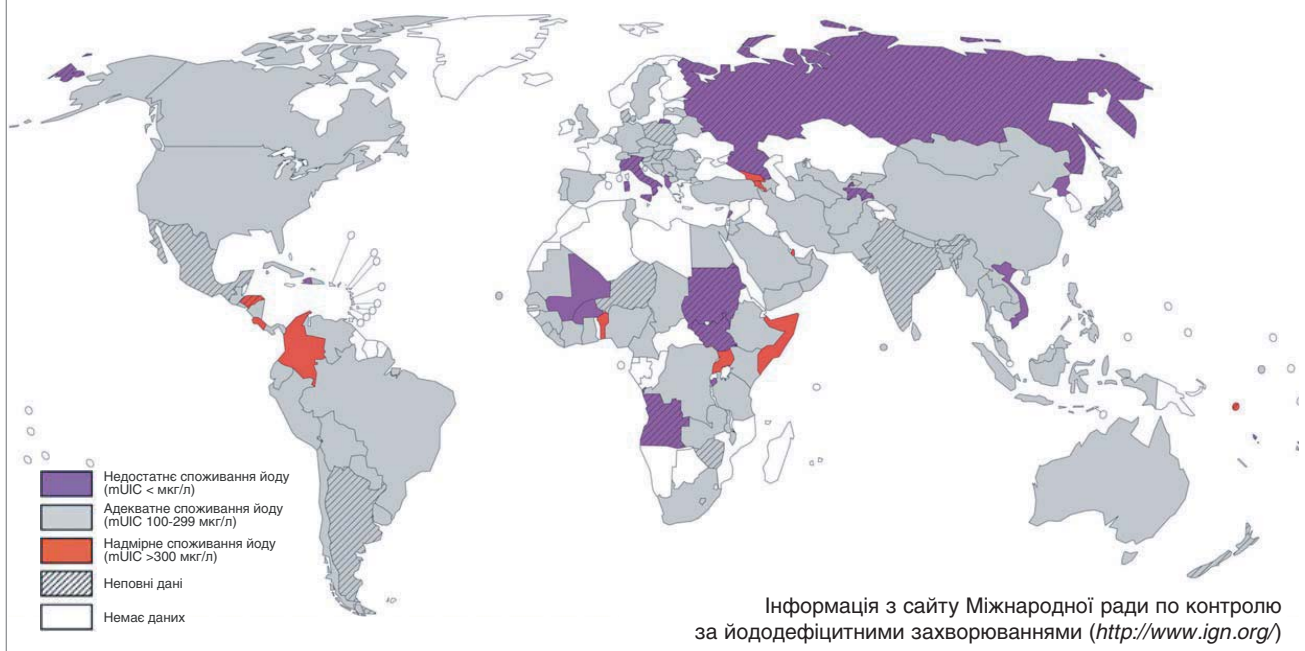 Недостатнє споживання йоду
(mUIC < мкг/л)
Адекватне споживання йоду
(mUIC 100-299 мкг/л)
Надмірне споживання йоду
(mUIC >300 мкг/л)
Неповні дані
Немає даних
Інформація з сайту Міжнародної ради по контролю
за йододефіцитними захворюваннями (http://www.ign.org/)